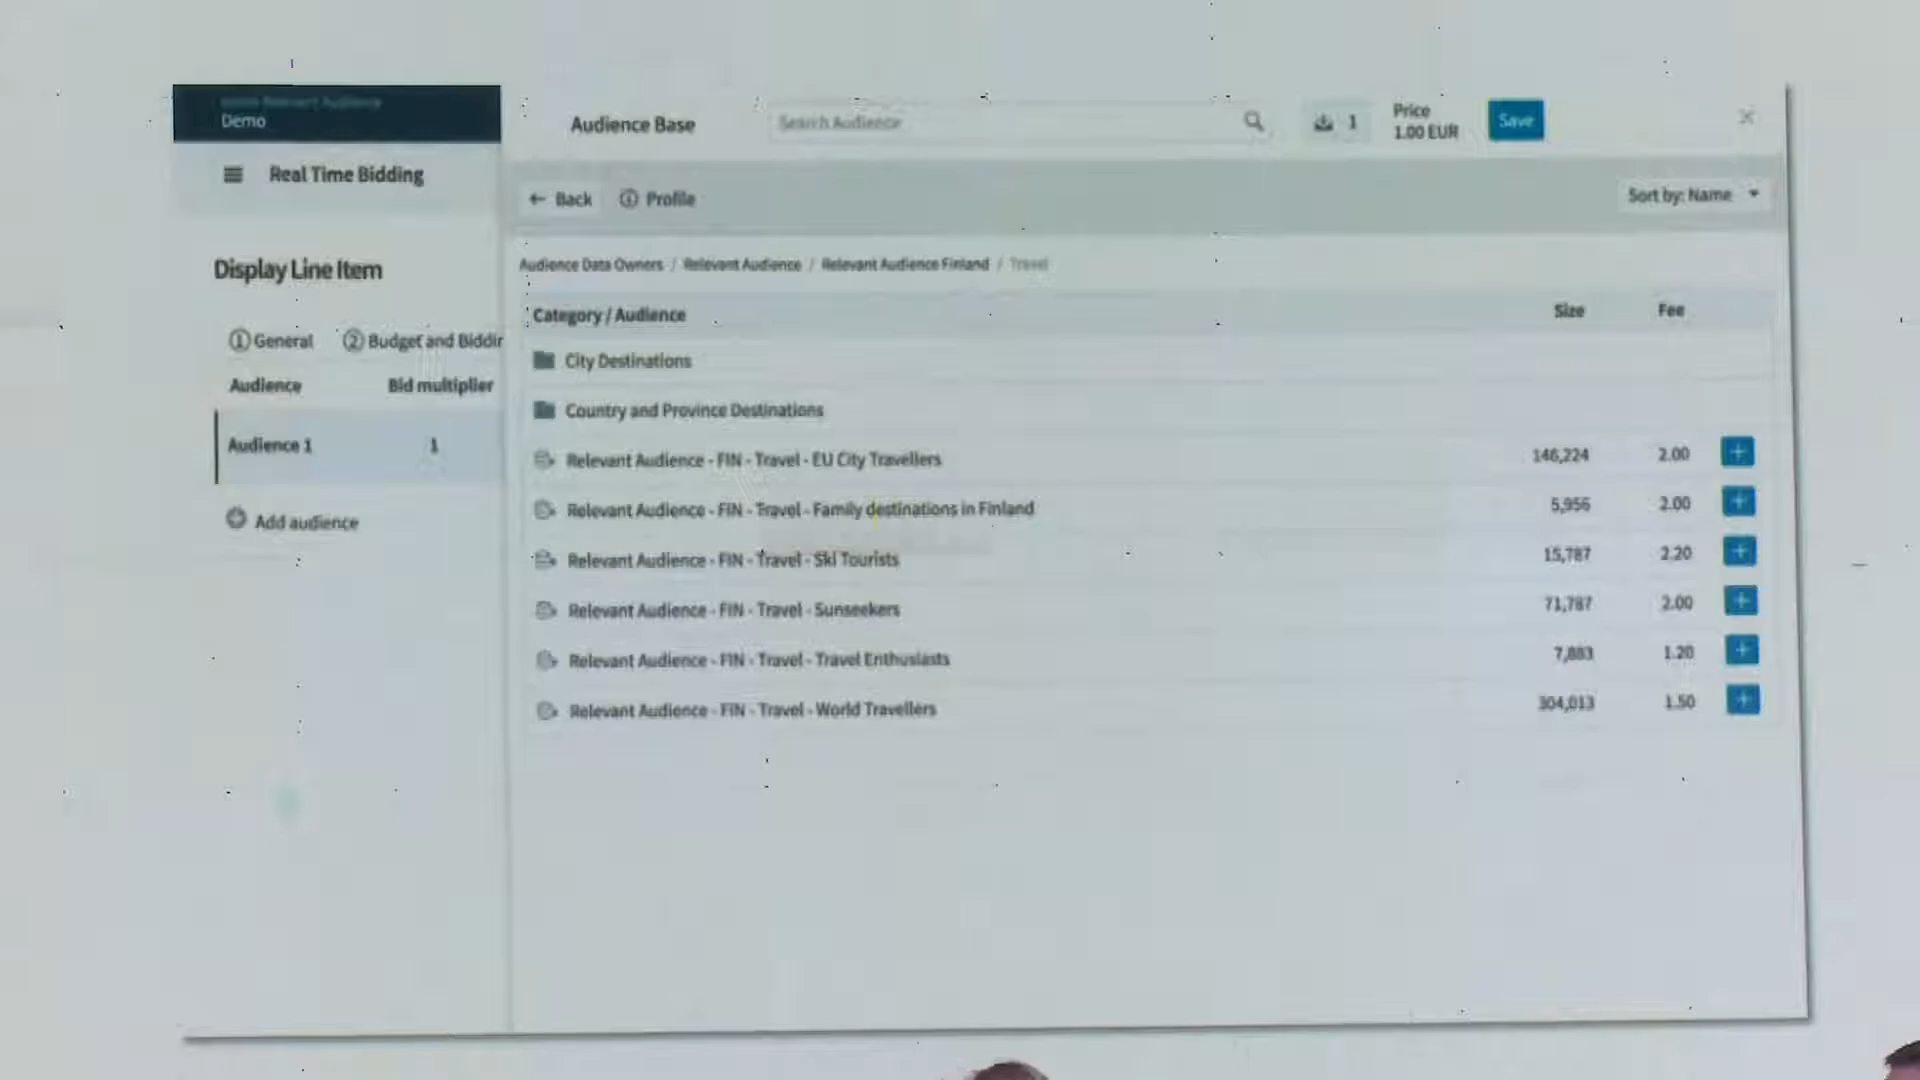 Demo
Real Time Bidding
Display Line Item
1 General 2 Budget and Biddin
Audience Bid multiplier
Audience 1 1
Add audience
Audience Base Search Audience 1 Price 1.00 EUR Save
Back Profile Sort by: Name
Audience Data Owners / Relevant Audience / Relevant Audience Finland / Travel
Category / Audience Size Fee
City Destinations
Country and Province Destinations
Relevant Audience - FIN - Travel - EU City Travellers 146,224 2.00 +
Relevant Audience - FIN - Travel - Family destinations in Finland 5,956 2.00 +
Relevant Audience - FIN - Travel - Ski Tourists 15,787 2.20 +
Relevant Audience - FIN - Travel - Sunseekers 71,787 2.00 +
Relevant Audience - FIN - Travel - Travel Enthusiasts 7,883 1.20 +
Relevant Audience - FIN - Travel - World Travellers 304,013 1.50 +